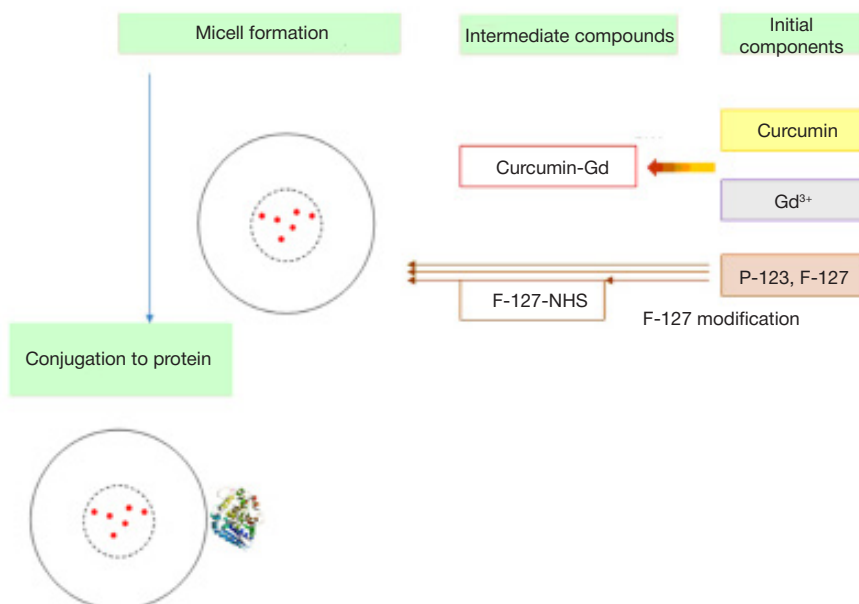 Micell formation
Intermediate compounds
Initial
components
Curcumin
Curcumin-Gd
Gd³⁺
P-123, F-127
F-127-NHS
F-127 modification
Conjugation to protein